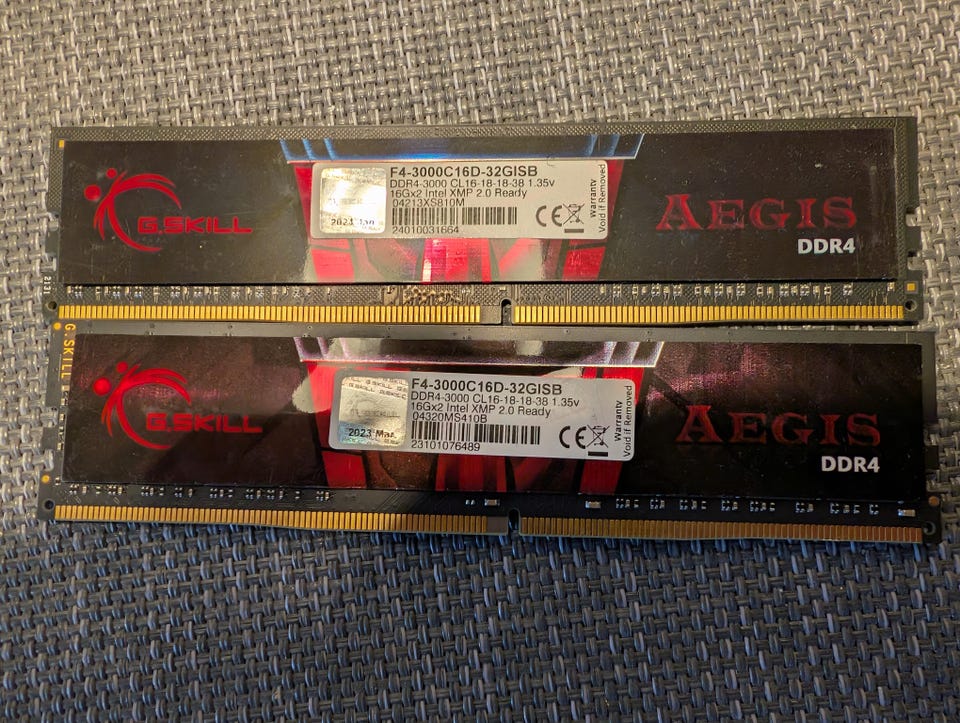 G.SKILL
F4-3000C16D-32GISB
DDR4-3000 CL16-18-18-38 1.35v
16Gx2 Intel XMP 2.0 Ready
04213XS810M
24010031664
2024 Jan
CE
Warranty
Void if Removed
AEGIS
DDR4
G.SKILL
G.SKILL
F4-3000C16D-32GISB
DDR4-3000 CL16-18-18-38 1.35v
16Gx2 Intel XMP 2.0 Ready
04320MS410B
23101076489
2023 Mar
CE
Warranty
Void if Removed
AEGIS
DDR4